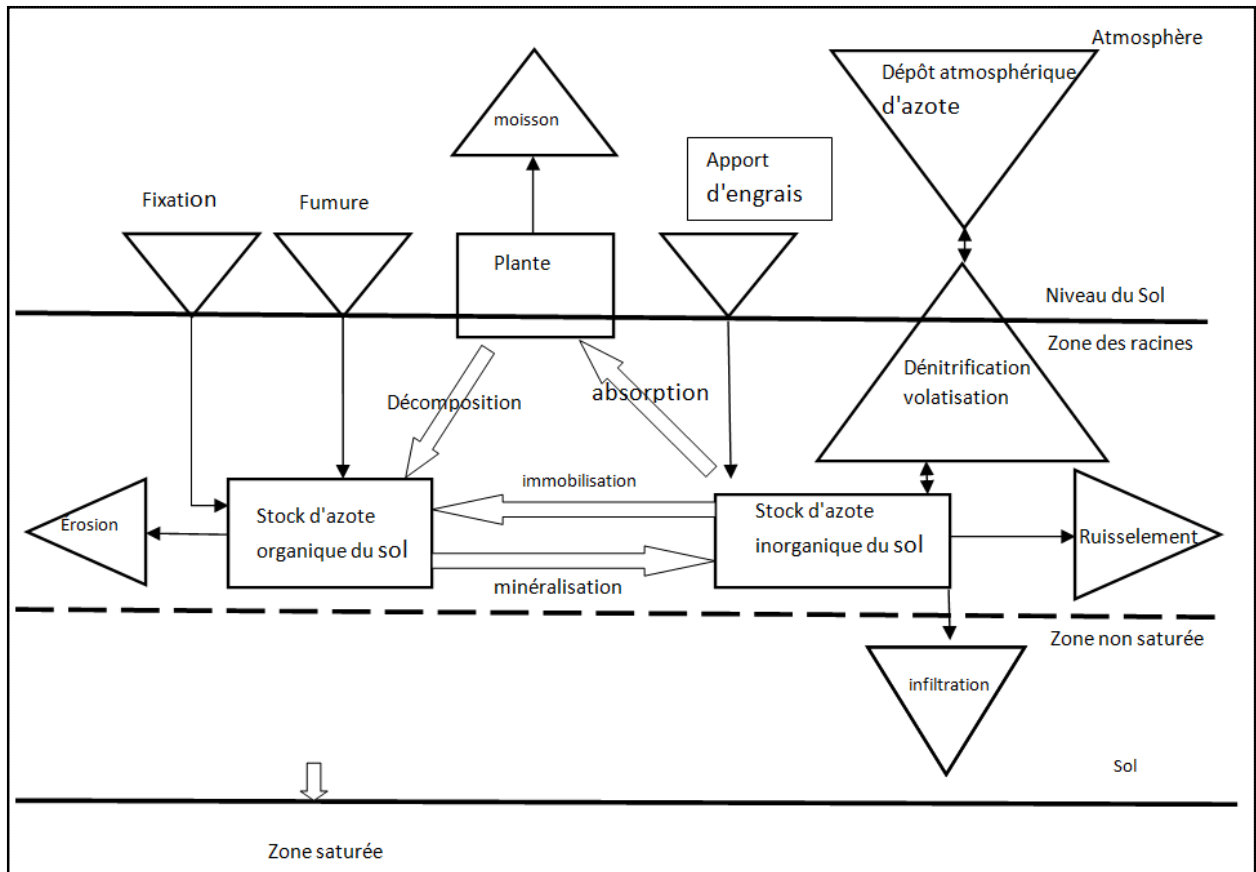 Atmosphère
Dépôt atmosphérique
d'azote
moisson
Apport
d'engrais
Fixation
Fumure
Plante
Niveau du Sol
Zone des racines
Dénitrification
volatisation
Décomposition
absorption
immobilisation
Érosion
Stock d'azote
organique du sol
Stock d'azote
inorganique du sol
Ruisselement
minéralisation
Zone non saturée
infiltration
Sol
Zone saturée